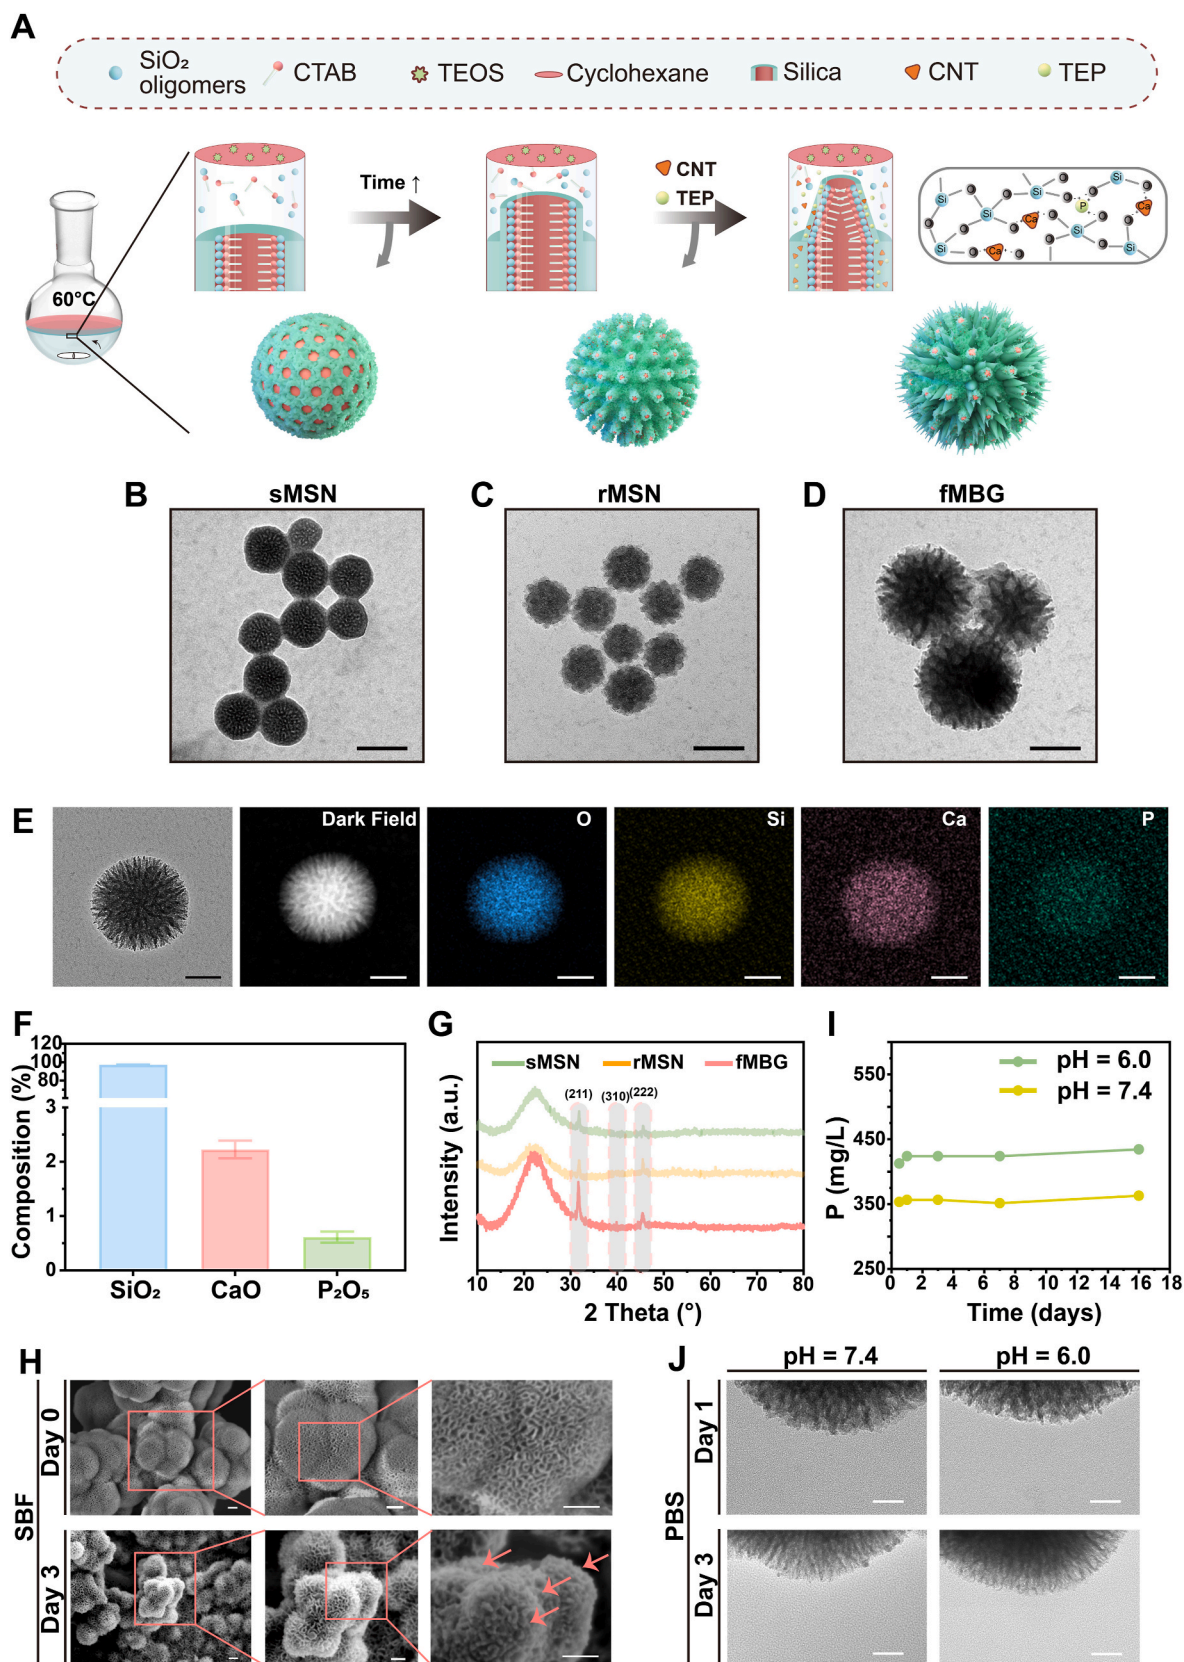 A
SiO₂ oligomers
CTAB
TEOS
Cyclohexane
Silica
CNT
TEP
60°C
Time ↑
CNT
TEP
Si
Si
Si
Si
Si
Si
Si
P
Ca
Ca
Ca
B
sMSN
C
rMSN
D
fMBG
E
Dark Field
O
Si
Ca
P
F
Composition (%)
120
100
80
3
2
1
0
SiO₂ CaO P₂O₅
G
Intensity (a.u.)
sMSN rMSN fMBG
(211) (310) (222)
10 20 30 40 50 60 70 80
2 Theta (°)
I
P (mg/L)
pH = 6.0
pH = 7.4
550
450
350
250
0 2 4 6 8 10 12 14 16 18
Time (days)
H
SBF
Day 0
Day 3
J
pH = 7.4 pH = 6.0
PBS
Day 1
Day 3